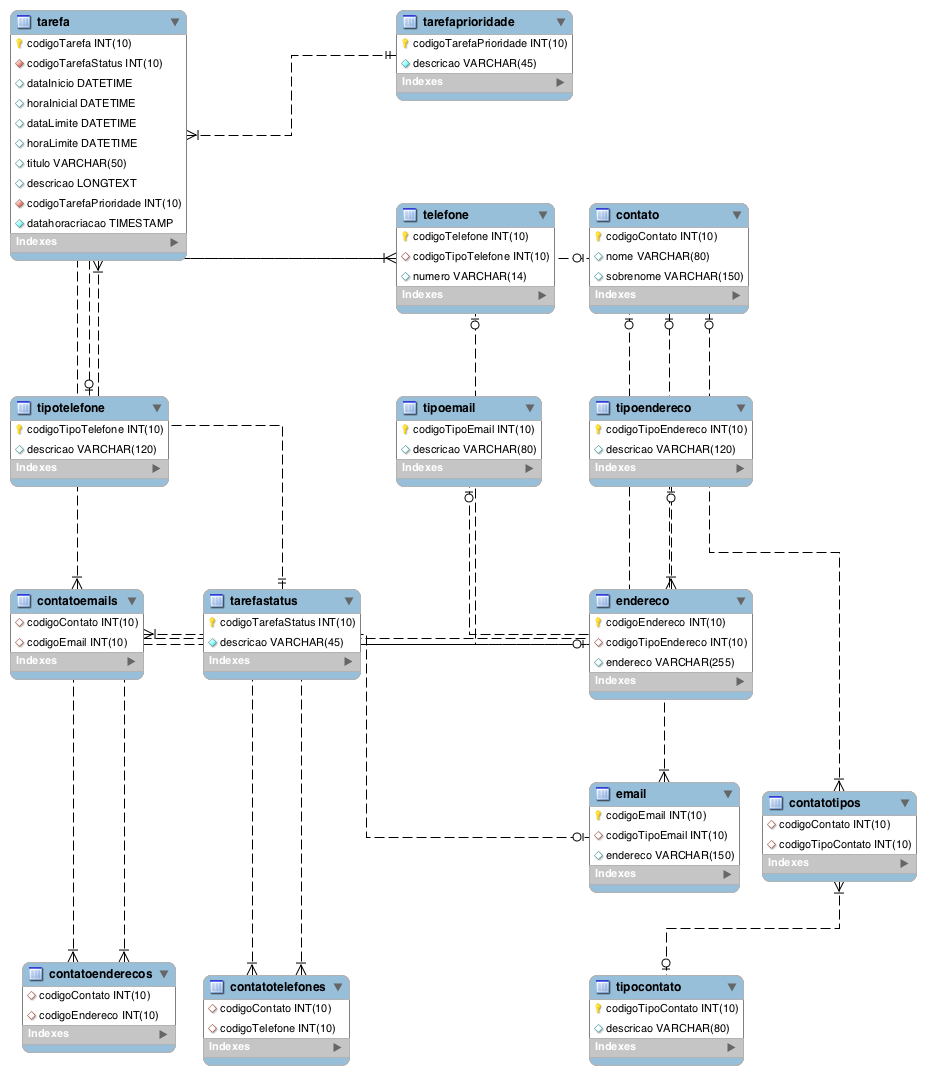 tarefa
codigoTarefa INT(10)
codigoTarefaStatus INT(10)
dataInicio DATETIME
horaInicial DATETIME
dataLimite DATETIME
horaLimite DATETIME
titulo VARCHAR(50)
descricao LONGTEXT
codigoTarefaPrioridade INT(10)
datahoracriacao TIMESTAMP
Indexes
tarefaprioridade
codigoTarefaPrioridade INT(10)
descricao VARCHAR(45)
Indexes
telefone
codigoTelefone INT(10)
codigoTipoTelefone INT(10)
numero VARCHAR(14)
Indexes
contato
codigoContato INT(10)
nome VARCHAR(80)
sobrenome VARCHAR(150)
Indexes
tipotelefone
codigoTipoTelefone INT(10)
descricao VARCHAR(120)
Indexes
tipoemail
codigoTipoEmail INT(10)
descricao VARCHAR(80)
Indexes
tipoendereco
codigoTipoEndereco INT(10)
descricao VARCHAR(120)
Indexes
contatoemails
codigoContato INT(10)
codigoEmail INT(10)
Indexes
tarefastatus
codigoTarefaStatus INT(10)
descricao VARCHAR(45)
Indexes
endereco
codigoEndereco INT(10)
codigoTipoEndereco INT(10)
endereco VARCHAR(255)
Indexes
email
codigoEmail INT(10)
codigoTipoEmail INT(10)
endereco VARCHAR(150)
Indexes
contatotipos
codigoContato INT(10)
codigoTipoContato INT(10)
Indexes
contatoenderecos
codigoContato INT(10)
codigoEndereco INT(10)
Indexes
contatotelefones
codigoContato INT(10)
codigoTelefone INT(10)
Indexes
tipocontato
codigoTipoContato INT(10)
descricao VARCHAR(80)
Indexes